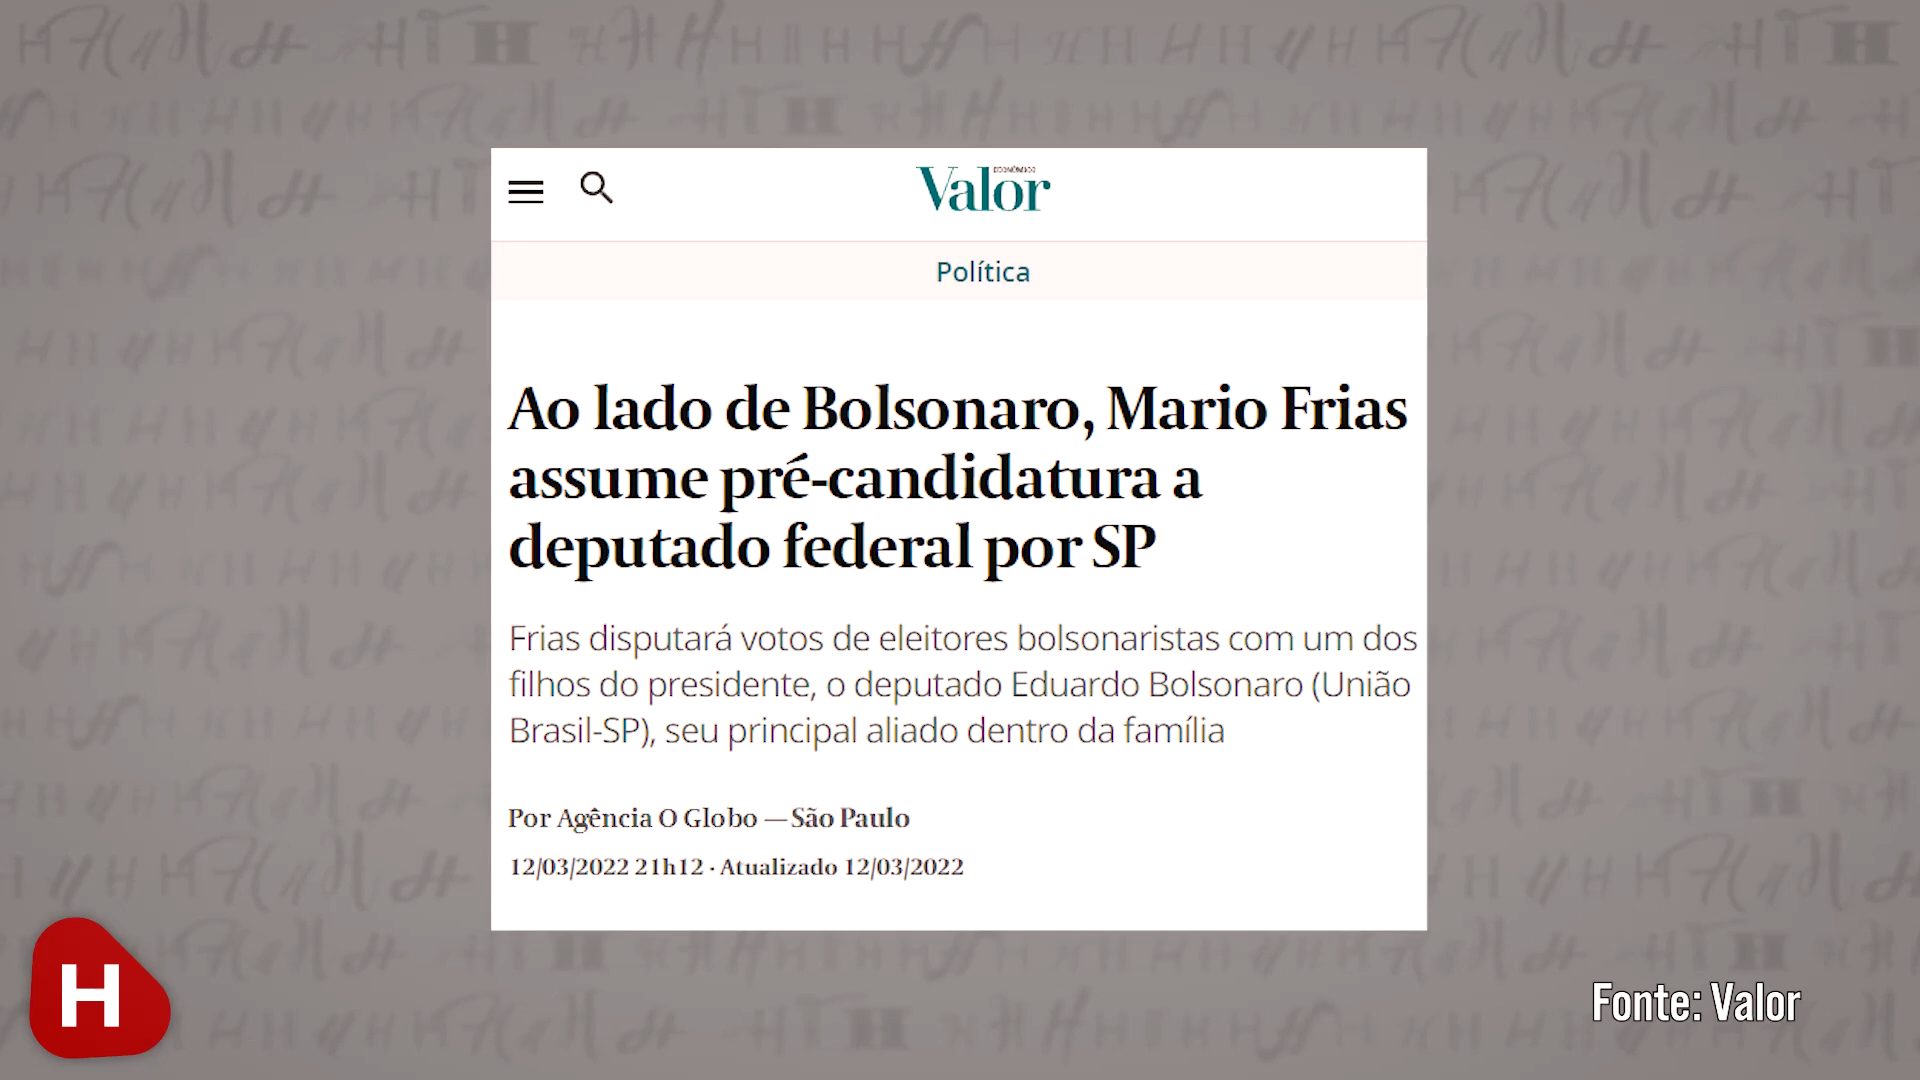 ECONÔMICO
Valor
Política
Ao lado de Bolsonaro, Mario Frias
assume pré-candidatura a
deputado federal por SP
Frias disputará votos de eleitores bolsonaristas com um dos
filhos do presidente, o deputado Eduardo Bolsonaro (União
Brasil-SP), seu principal aliado dentro da família
Por Agência O Globo — São Paulo
12/03/2022 21h12 · Atualizado 12/03/2022
H
Fonte: Valor